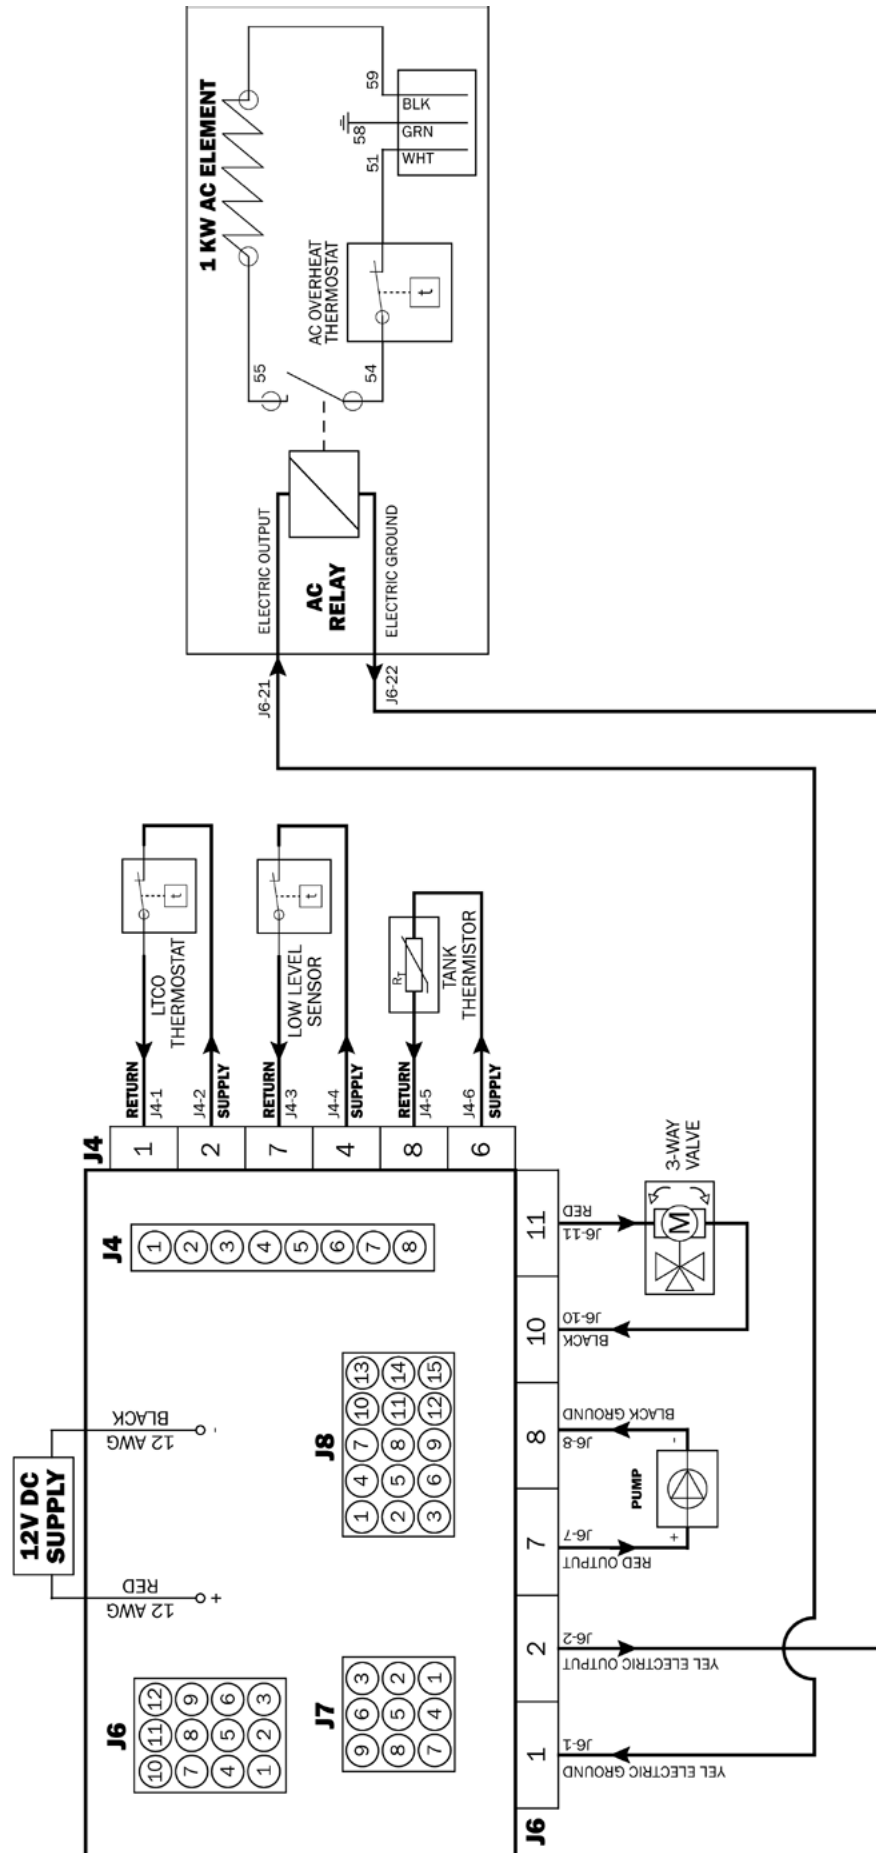 1 KW AC ELEMENT
59
BLK
58
GRN
51
WHT
AC OVERHEAT
THERMOSTAT
t
55
54
ELECTRIC OUTPUT
AC
RELAY
ELECTRIC GROUND
J6-21
J6-22
LTCO
THERMOSTAT
t
LOW LEVEL
SENSOR
t
RT
TANK
THERMISTOR
RETURN
J4-1
J4-2
SUPPLY
RETURN
J4-3
J4-4
SUPPLY
RETURN
J4-5
J4-6
SUPPLY
J4
1
2
7
4
8
6
J4
1
2
3
4
5
6
7
8
12V DC
SUPPLY
12 AWG
BLACK
-
12 AWG
RED
+
J8
1 4 7 10 13
2 5 8 11 14
3 6 9 12 15
J6
10 11 12
7 8 9
4 5 6
1 2 3
J7
9 6 3
8 5 2
7 4 1
J6
1
2
7
8
10
11
J6-11
RED
3-WAY
VALVE
M
J6-10
BLACK
J6-8
BLACK GROUND
-
PUMP
+
J6-7
RED OUTPUT
J6-2
YEL ELECTRIC OUTPUT
J6-1
YEL ELECTRIC GROUND